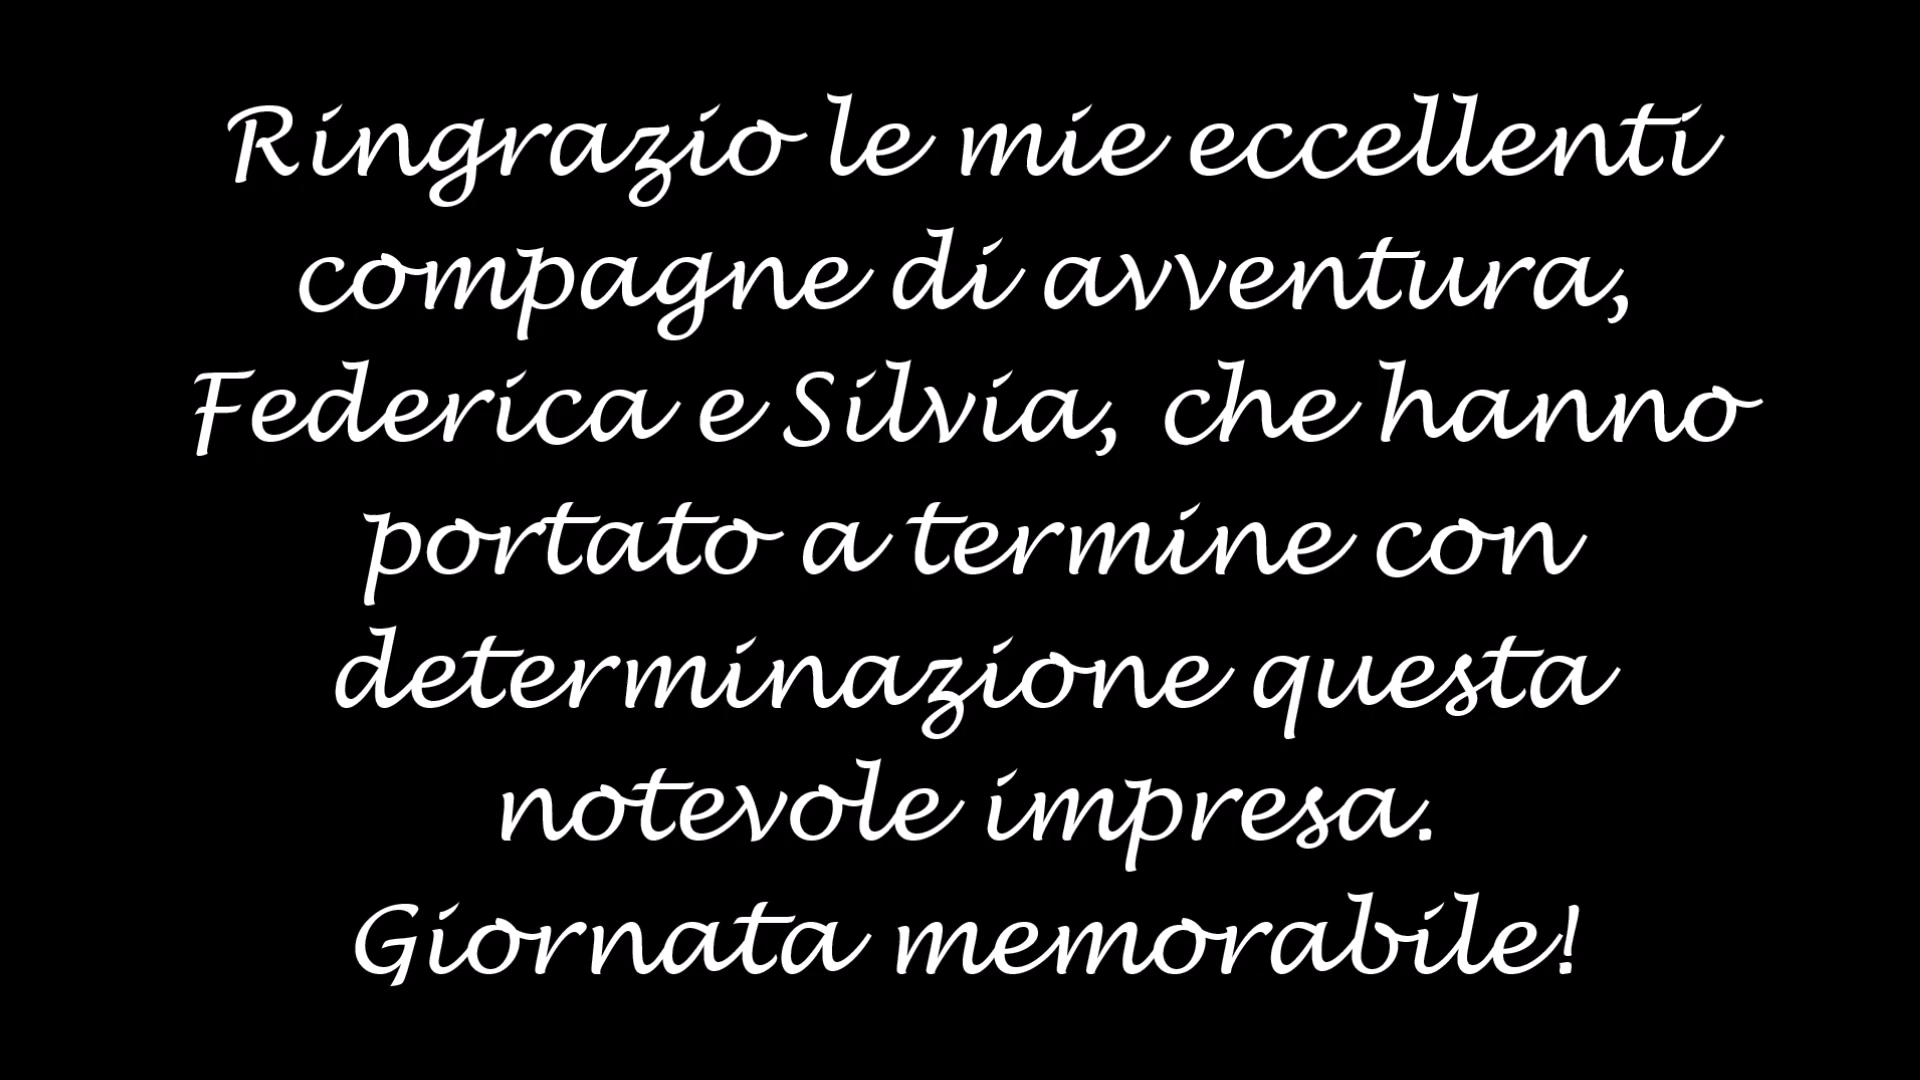 Ringrazio le mie eccellenti
compagne di avventura,
Federica e Silvia, che hanno
portato a termine con
determinazione questa
notevole impresa.
Giornata memorabile!